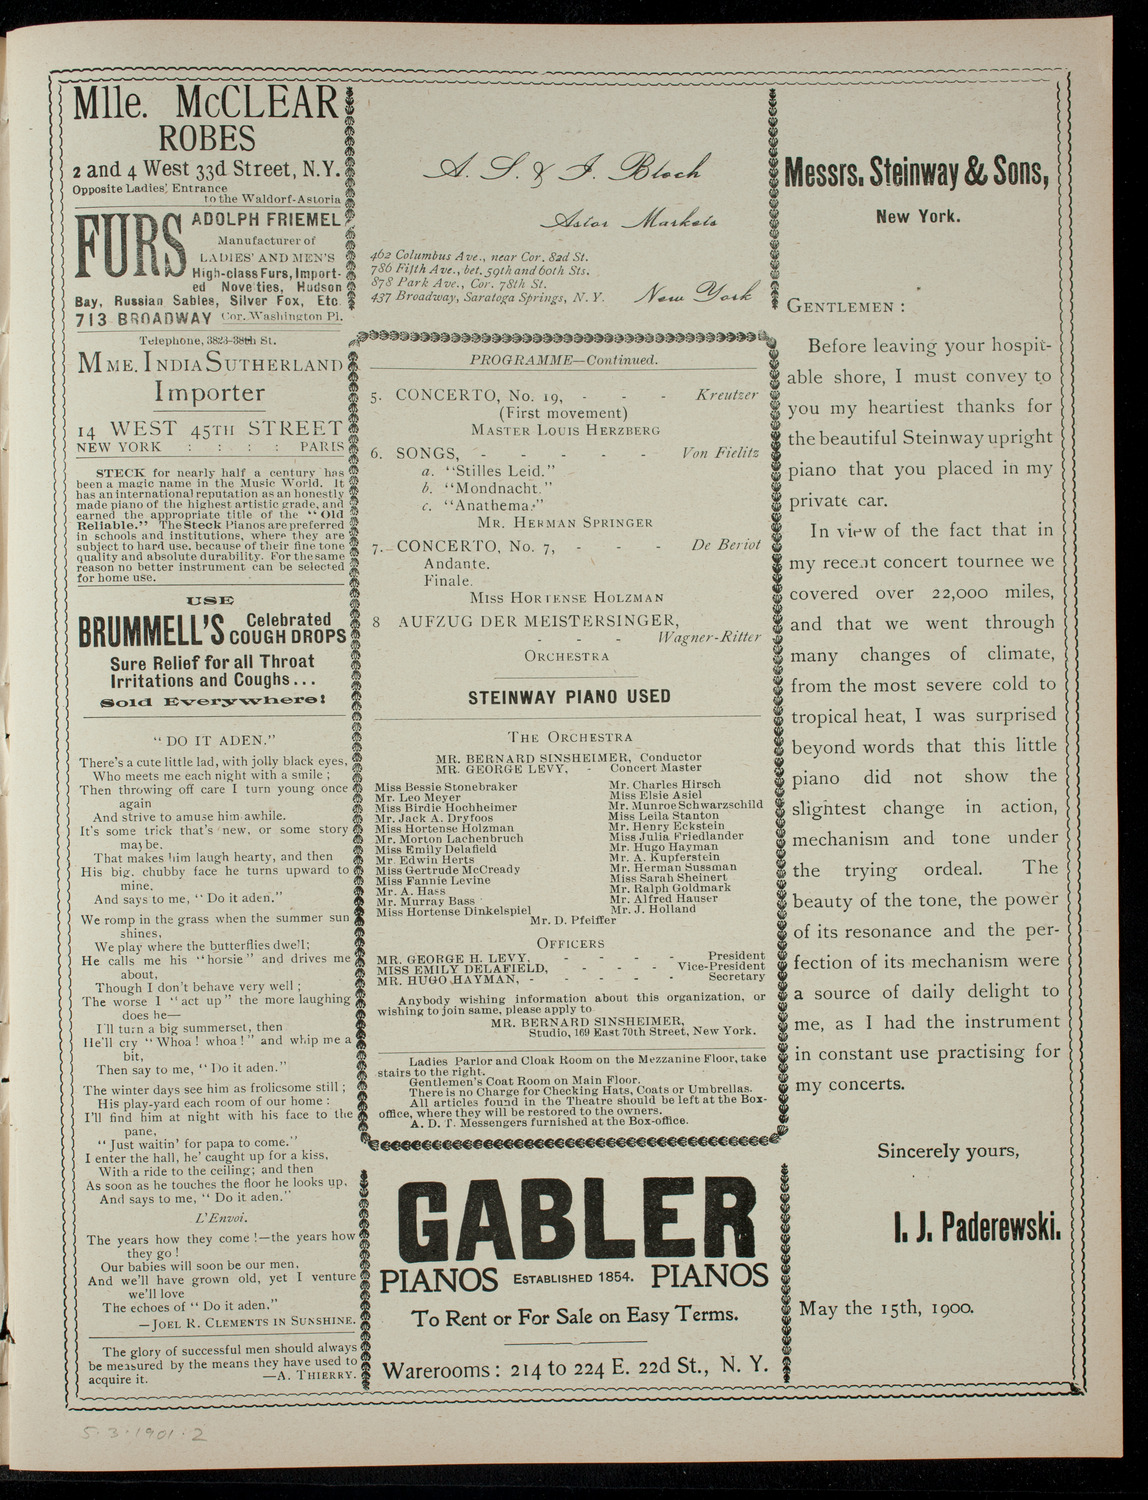 Mlle. McCLEAR
ROBES
2 and 4 West 33d Street, N.Y.
Opposite Ladies' Entrance
to the Waldorf-Astoria
FURS
ADOLPH FRIEMEL
Manufacturer of
LADIES' AND MEN'S
High-class Furs, Import-
ed Novelties, Hudson
Bay, Russian Sables, Silver Fox, Etc.
713 BROADWAY Cor. Washington Pl.
Telephone, 3823-38th St.
MME. INDIA SUTHERLAND
Importer
14 WEST 45TH STREET
NEW YORK : : : : PARIS
STECK for nearly half a century has
been a magic name in the Music World. It
has an international reputation as an honestly
made piano of the highest artistic grade, and
earned the appropriate title of the "Old
Reliable." The Steck Pianos are preferred
in schools and institutions, where they are
subject to hard use, because of their fine tone
quality and absolute durability. For the same
reason no better instrument can be selected
for home use.
USE
BRUMMELL'S Celebrated
COUGH DROPS
Sure Relief for all Throat
Irritations and Coughs...
Sold Everywhere!
"DO IT ADEN."
There's a cute little lad, with jolly black eyes,
Who meets me each night with a smile;
Then throwing off care I turn young once
again
And strive to amuse him awhile.
It's some trick that's new, or some story
maybe,
That makes him laugh hearty, and then
His big, chubby face he turns upward to
mine,
And says to me, "Do it aden."
We romp in the grass when the summer sun
shines,
We play where the butterflies dwell;
He calls me his "horsie" and drives me
about,
Though I don't behave very well;
The worse I "act up" the more laughing
does he—
I'll turn a big summerset, then
He'll cry "Whoa! whoa!" and whip me a
bit,
Then say to me, "Do it aden."
The winter days see him as frolicsome still;
His play-yard each room of our home:
I'll find him at night with his face to the
pane,
"Just waitin' for papa to come."
I enter the hall, he' caught up for a kiss,
With a ride to the ceiling; and then
As soon as he touches the floor he looks up,
And says to me, "Do it aden."
L'Envoi.
The years how they come!—the years how
they go!
Our babies will soon be our men,
And we'll have grown old, yet I venture
we'll love
The echoes of "Do it aden."
—JOEL R. CLEMENTS IN SUNSHINE.
The glory of successful men should always
be measured by the means they have used to
acquire it. —A. THIERRY.
A. S. & I. Bloch
Astor Markets
462 Columbus Ave., near Cor. 82d St.
786 Fifth Ave., bet. 59th and 60th Sts.
878 Park Ave., Cor. 78th St.
437 Broadway, Saratoga Springs, N. Y.
New York
PROGRAMME—Continued.
5. CONCERTO, No. 19, - - - Kreutzer
(First movement)
MASTER LOUIS HERZBERG
6. SONGS, - - - - - Von Fielitz
a. "Stilles Leid."
b. "Mondnacht."
c. "Anathema."
MR. HERMAN SPRINGER
7. CONCERTO, No. 7, - - - De Beriot
Andante.
Finale.
MISS HORTENSE HOLZMAN
8 AUFZUG DER MEISTERSINGER,
- - - Wagner-Ritter
ORCHESTRA
STEINWAY PIANO USED
THE ORCHESTRA
MR. BERNARD SINSHEIMER, Conductor
MR. GEORGE LEVY, - Concert Master
Miss Bessie Stonebraker
Mr. Leo Meyer
Miss Birdie Hochheimer
Mr. Jack A. Dryfoos
Miss Hortense Holzman
Mr. Morton Lachenbruch
Miss Emily Delafield
Mr. Edwin Herts
Miss Gertrude McCready
Miss Fannie Levine
Mr. A. Hass
Mr. Murray Bass
Miss Hortense Dinkelspiel
Mr. Charles Hirsch
Miss Elsie Asiel
Mr. Munroe Schwarzschild
Miss Leila Stanton
Mr. Henry Eckstein
Miss Julia Friedlander
Mr. Hugo Hayman
Mr. A. Kupferstein
Mr. Herman Sussman
Miss Sarah Sheinert
Mr. Ralph Goldmark
Mr. Alfred Hauser
Mr. J. Holland
Mr. D. Pfeiffer
OFFICERS
MR. GEORGE H. LEVY, - - - - President
MISS EMILY DELAFIELD, - - - Vice-President
MR. HUGO HAYMAN, - - - - - Secretary
Anybody wishing information about this organization, or
wishing to join same, please apply to
MR. BERNARD SINSHEIMER,
Studio, 169 East 70th Street, New York.
Ladies Parlor and Cloak Room on the Mezzanine Floor, take
stairs to the right.
Gentlemen's Coat Room on Main Floor.
There is no Charge for Checking Hats, Coats or Umbrellas.
All articles found in the Theatre should be left at the Box-
office, where they will be restored to the owners.
A. D. T. Messengers furnished at the Box-office.
GABLER
PIANOS ESTABLISHED 1854. PIANOS
To Rent or For Sale on Easy Terms.
Warerooms: 214 to 224 E. 22d St., N. Y.
Messrs. Steinway & Sons,
New York.
GENTLEMEN:
Before leaving your hospit-
able shore, I must convey to
you my heartiest thanks for
the beautiful Steinway upright
piano that you placed in my
private car.
In view of the fact that in
my recent concert tournee we
covered over 22,000 miles,
and that we went through
many changes of climate,
from the most severe cold to
tropical heat, I was surprised
beyond words that this little
piano did not show the
slightest change in action,
mechanism and tone under
the trying ordeal. The
beauty of the tone, the power
of its resonance and the per-
fection of its mechanism were
a source of daily delight to
me, as I had the instrument
in constant use practising for
my concerts.
Sincerely yours,
I. J. Paderewski.
May the 15th, 1900.
5.3.1901.2